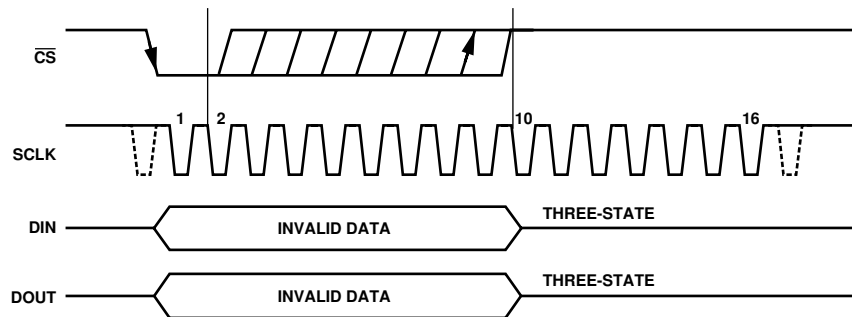 CS
1 2 10 16
SCLK
THREE-STATE
DIN INVALID DATA
THREE-STATE
DOUT INVALID DATA